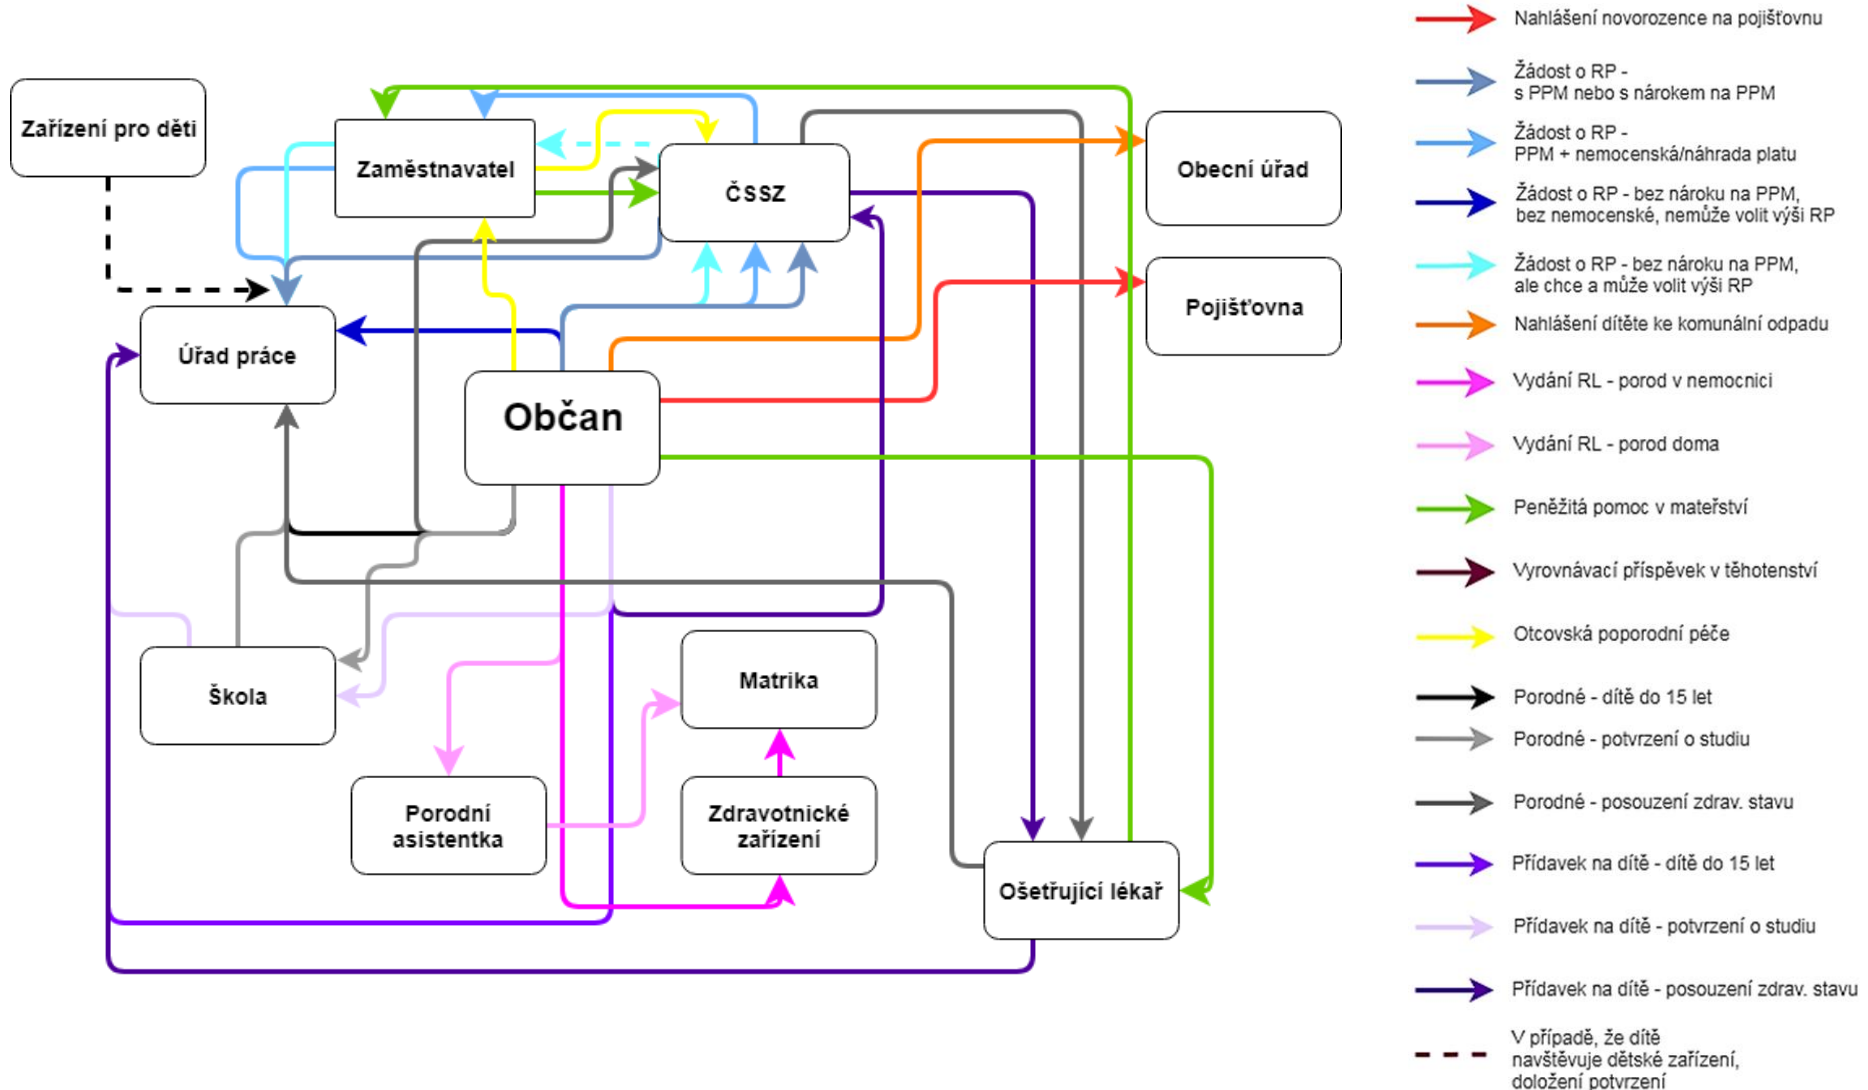 Zařízení pro děti
Zaměstnavatel
ČSSZ
Obecní úřad
Pojišťovna
Úřad práce
Občan
Škola
Matrika
Porodní
asistentka
Zdravotnické
zařízení
Ošetřující lékař
Nahlášení novorozence na pojišťovnu
Žádost o RP -
s PPM nebo s nárokem na PPM
Žádost o RP -
PPM + nemocenská/náhrada platu
Žádost o RP - bez nároku na PPM,
bez nemocenské, nemůže volit výši RP
Žádost o RP - bez nároku na PPM,
ale chce a může volit výši RP
Nahlášení dítěte ke komunální odpadu
Vydání RL - porod v nemocnici
Vydání RL - porod doma
Peněžitá pomoc v mateřství
Vyrovnávací příspěvek v těhotenství
Otcovská poporodní péče
Porodné - dítě do 15 let
Porodné - potvrzení o studiu
Porodné - posouzení zdrav. stavu
Přídavek na dítě - dítě do 15 let
Přídavek na dítě - potvrzení o studiu
Přídavek na dítě - posouzení zdrav. stavu
V případě, že dítě
navštěvuje dětské zařízení,
doložení potvrzení